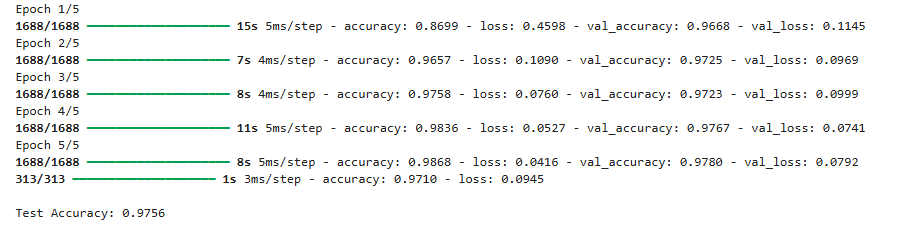 Epoch 1/5
1688/1688 ━━━━━━━━━━━━━━━━━━━━ 15s 5ms/step - accuracy: 0.8699 - loss: 0.4598 - val_accuracy: 0.9668 - val_loss: 0.1145
Epoch 2/5
1688/1688 ━━━━━━━━━━━━━━━━━━━━ 7s 4ms/step - accuracy: 0.9657 - loss: 0.1090 - val_accuracy: 0.9725 - val_loss: 0.0969
Epoch 3/5
1688/1688 ━━━━━━━━━━━━━━━━━━━━ 8s 4ms/step - accuracy: 0.9758 - loss: 0.0760 - val_accuracy: 0.9723 - val_loss: 0.0999
Epoch 4/5
1688/1688 ━━━━━━━━━━━━━━━━━━━━ 11s 5ms/step - accuracy: 0.9836 - loss: 0.0527 - val_accuracy: 0.9767 - val_loss: 0.0741
Epoch 5/5
1688/1688 ━━━━━━━━━━━━━━━━━━━━ 8s 5ms/step - accuracy: 0.9868 - loss: 0.0416 - val_accuracy: 0.9780 - val_loss: 0.0792
313/313 ━━━━━━━━━━━━━━━━━━━━ 1s 3ms/step - accuracy: 0.9710 - loss: 0.0945
Test Accuracy: 0.9756